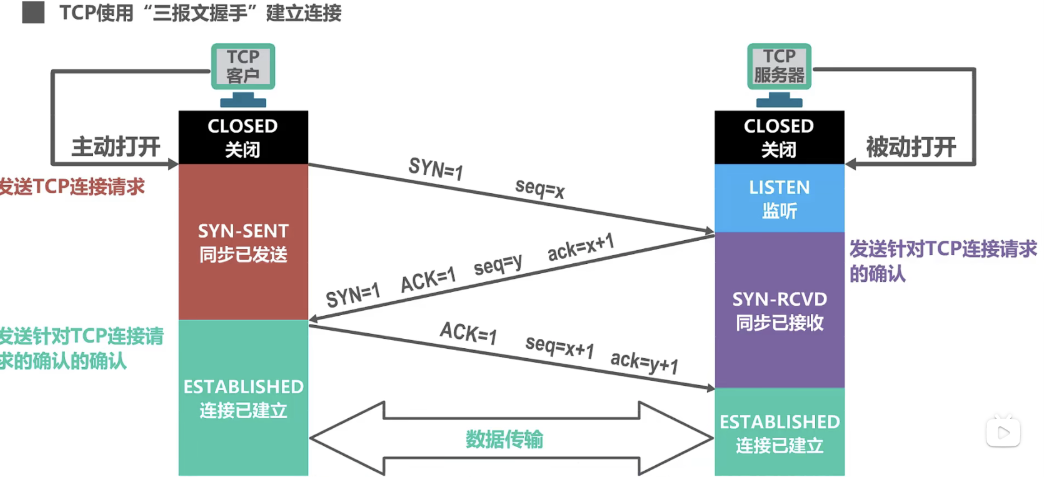 TCP使用“三报文握手”建立连接
TCP
客户
TCP
服务器
CLOSED
关闭
CLOSED
关闭
主动打开
被动打开
发送TCP连接请求
SYN=1 seq=x
LISTEN
监听
SYN-SENT
同步已发送
SYN=1 ACK=1 seq=y ack=x+1
发送针对TCP连接请求
的确认
SYN-RCVD
同步已接收
发送针对TCP连接请
求的确认的确认
ACK=1 seq=x+1 ack=y+1
ESTABLISHED
连接已建立
数据传输
ESTABLISHED
连接已建立